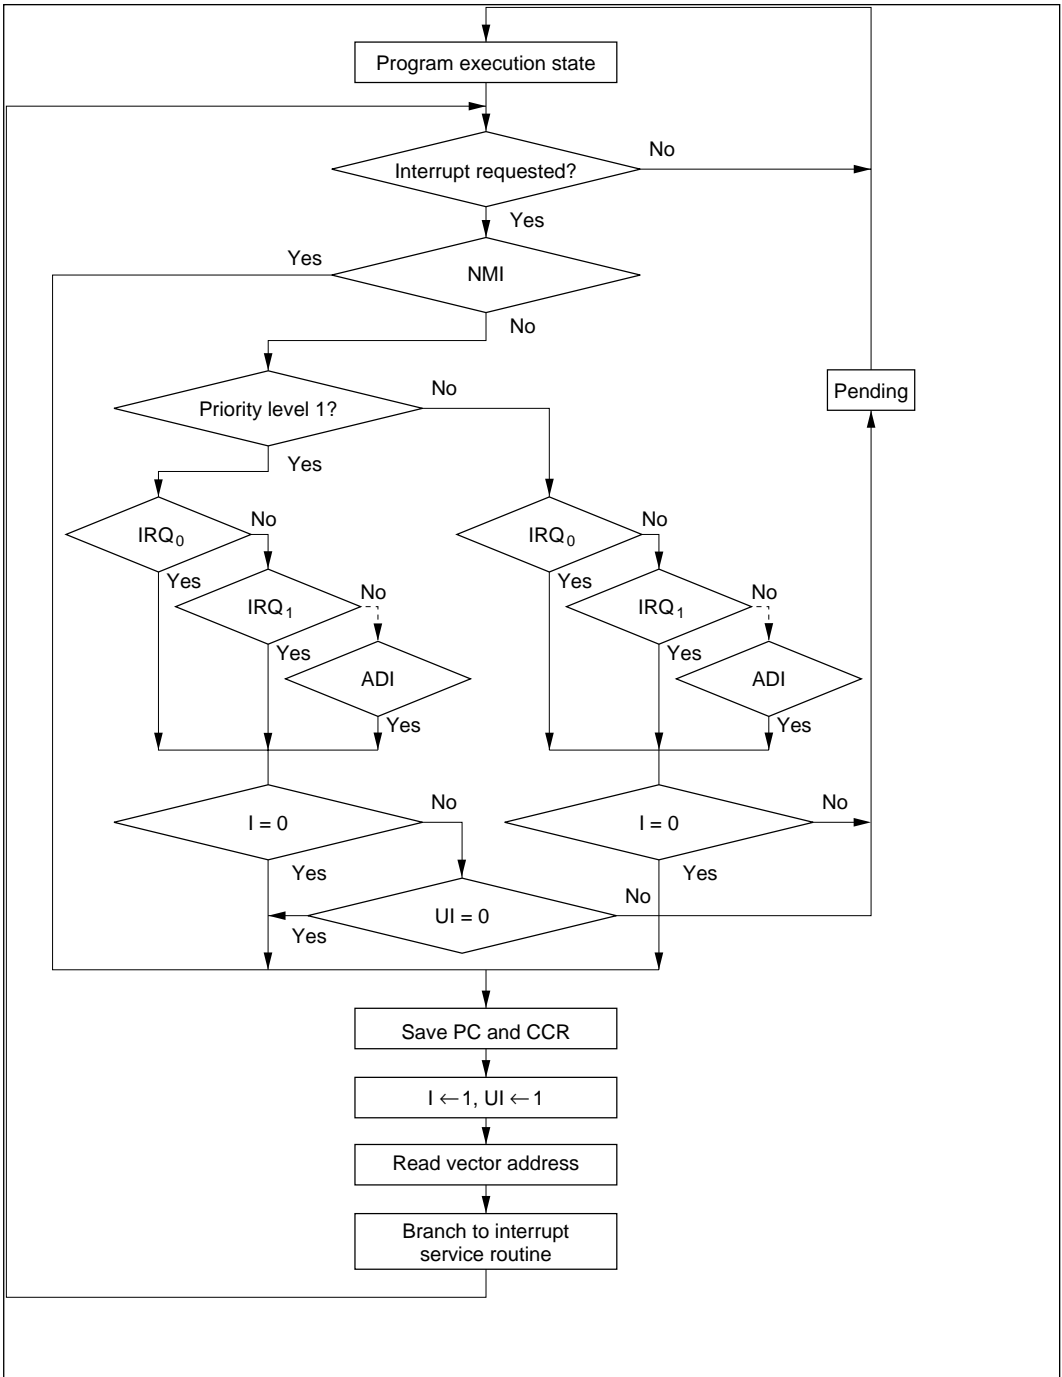 Program execution state
Interrupt requested?
No
Yes
Yes
NMI
No
Pending
Priority level 1?
No
Yes
IRQ0
No
IRQ0
No
Yes
IRQ1
No
Yes
IRQ1
No
Yes
ADI
Yes
ADI
Yes
Yes
I = 0
No
I = 0
No
Yes
Yes
UI = 0
No
Yes
Save PC and CCR
I ← 1, UI ← 1
Read vector address
Branch to interrupt
service routine